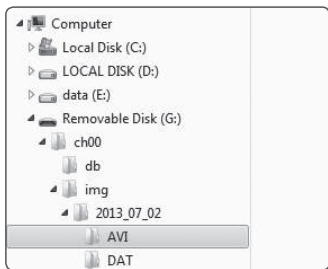 Computer
Local Disk (C:)
LOCAL DISK (D:)
data (E:)
Removable Disk (G:)
ch00
db
img
2013_07_02
AVI
DAT